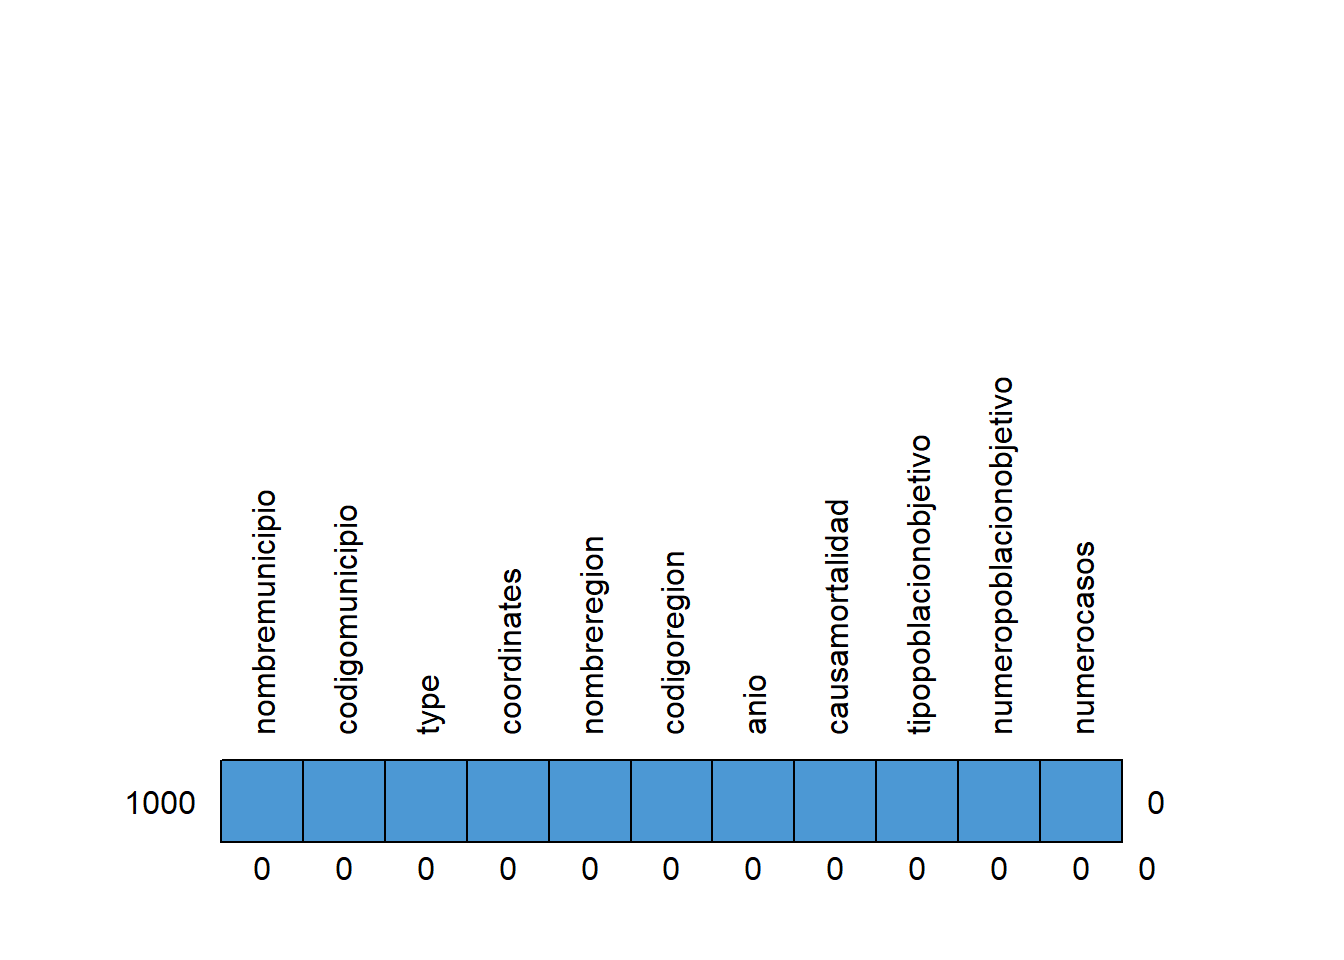 nombremunicipio
codigomunicipio
type
coordinates
nombreregion
codigoregion
anio
causamortalidad
tipopoblacionobjetivo
numeropoblacionobjetivo
numerocasos
1000 0
0 0 0 0 0 0 0 0 0 0 0 0